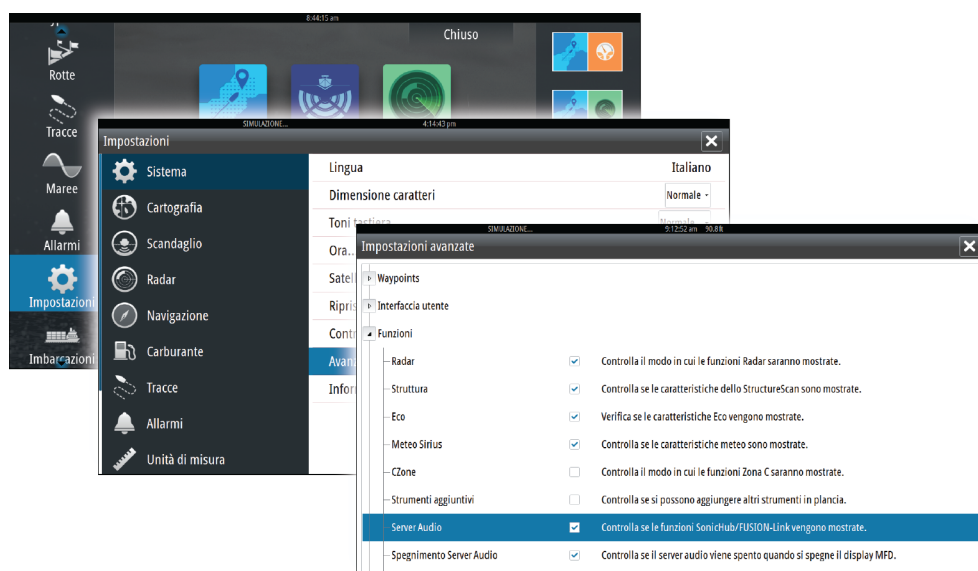 8:44:15 am
Chiuso
Rotte
Tracce
Maree
Allarmi
Impostazioni
Imbarcazioni
SIMULAZIONE... 4:14:43 pm
Impostazioni
Sistema
Cartografia
Scandaglio
Radar
Navigazione
Carburante
Tracce
Allarmi
Unità di misura
Lingua Italiano
Dimensione caratteri Normale
Toni tastiera Normale
Ora...
SIMULAZIONE... 9:12:52 am 90.8 ft
Impostazioni avanzate
Waypoints
Interfaccia utente
Funzioni
Radar Controlla il modo in cui le funzioni Radar saranno mostrate.
Struttura Controlla se le caratteristiche dello StructureScan sono mostrate.
Eco Verifica se le caratteristiche Eco vengono mostrate.
Meteo Sirius Controlla se le caratteristiche meteo sono mostrate.
CZone Controlla il modo in cui le funzioni Zona C saranno mostrate.
Strumenti aggiuntivi Controlla se si possono aggiungere altri strumenti in plancia.
Server Audio Controlla se le funzioni SonicHub/FUSION-Link vengono mostrate.
Spegnimento Server Audio Controlla se il server audio viene spento quando si spegne il display MFD.